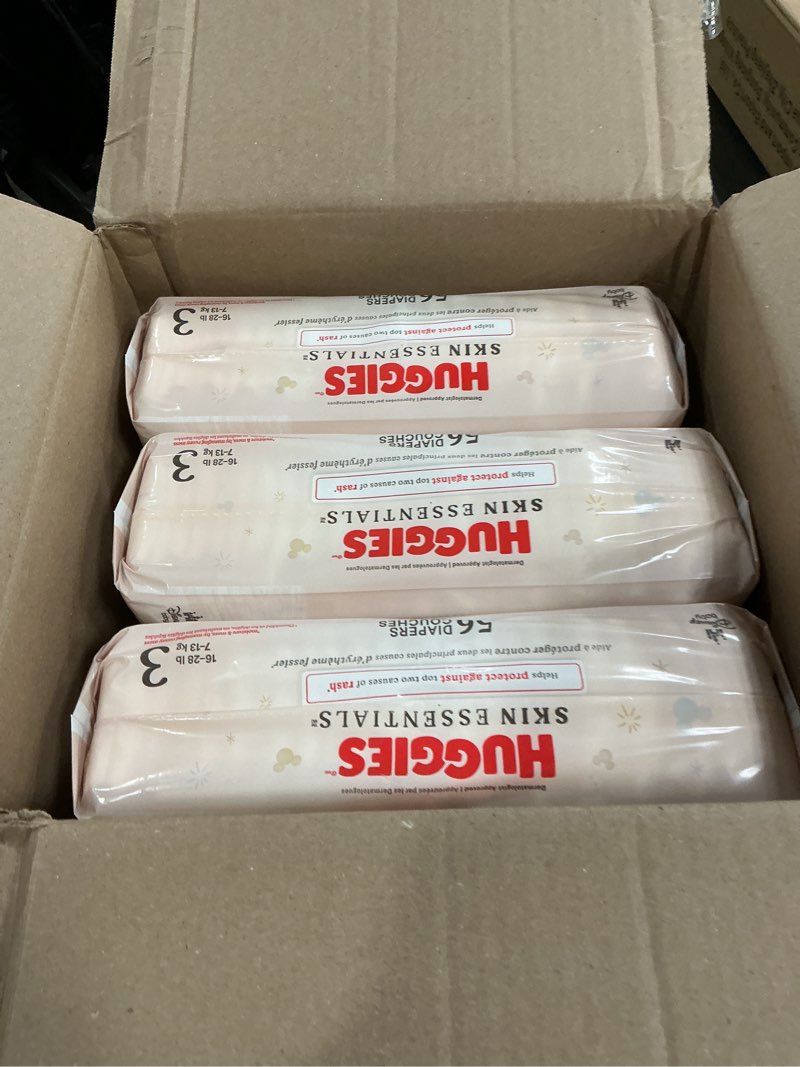 Dermatologist Approved | Approuvées par les Dermatologues
HUGGIES
SKIN ESSENTIALS
Helps protect against top two causes of rash*
Aide à protéger contre les deux principales causes d'érythème fessier*
56 DIAPERS
COUCHES
3
16-28 lb
7-13 kg
Dermatologist Approved | Approuvées par les Dermatologues
HUGGIES
SKIN ESSENTIALS
Helps protect against top two causes of rash*
Aide à protéger contre les deux principales causes d'érythème fessier*
56 DIAPERS
COUCHES
3
16-28 lb
7-13 kg
Dermatologist Approved | Approuvées par les Dermatologues
HUGGIES
SKIN ESSENTIALS
Helps protect against top two causes of rash*
Aide à protéger contre les deux principales causes d'érythème fessier*
56 DIAPERS
COUCHES
3
16-28 lb
7-13 kg